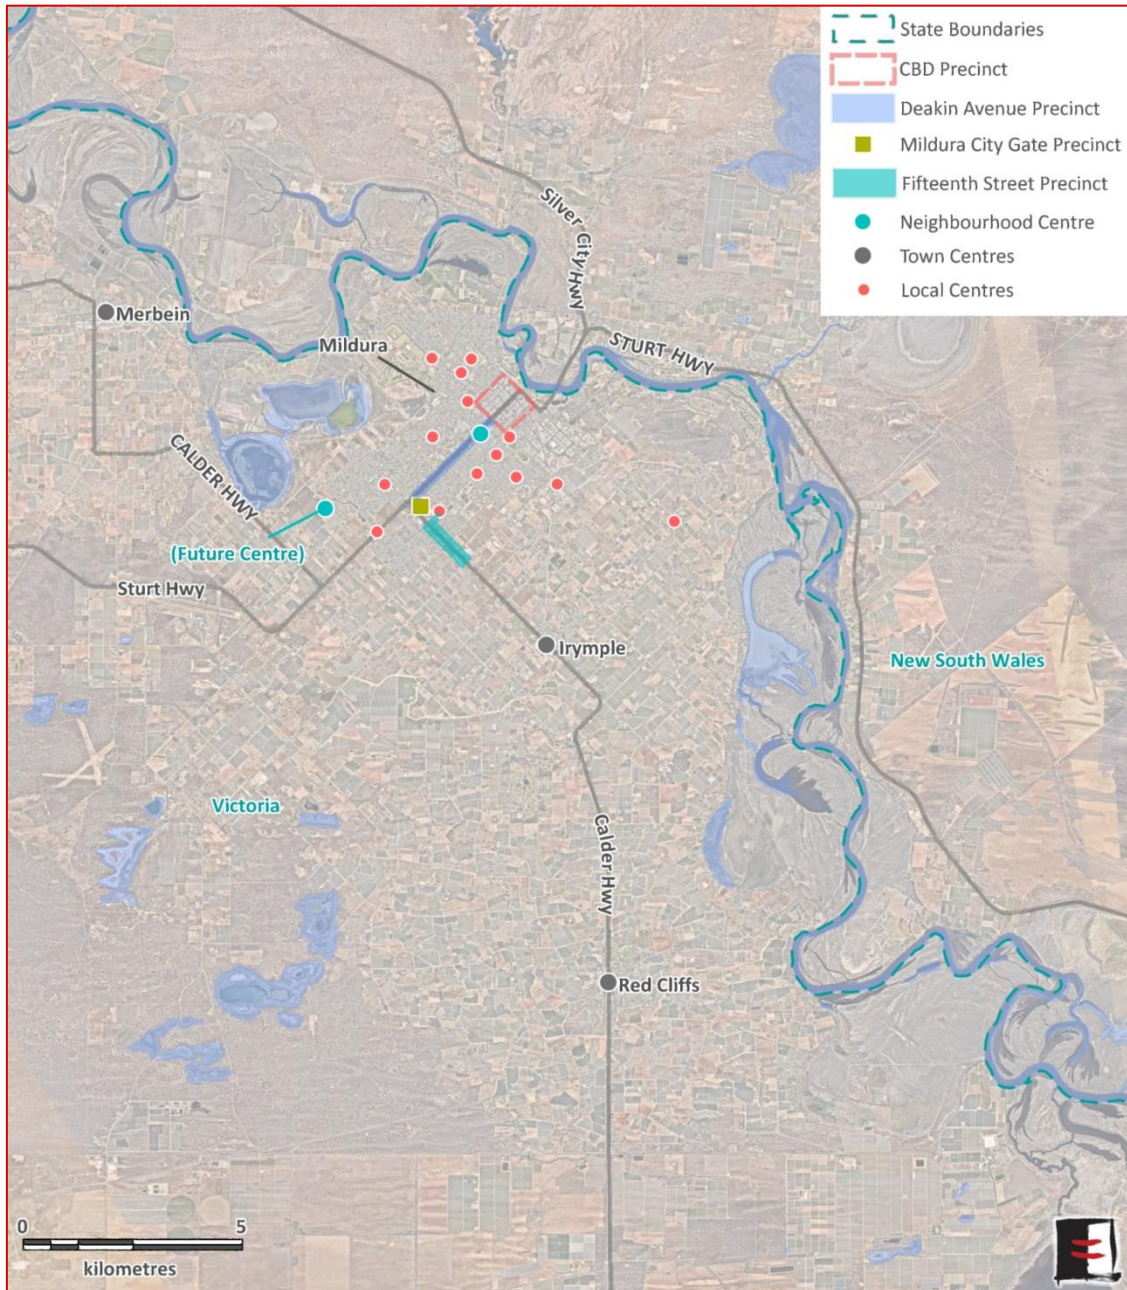 State Boundaries
CBD Precinct
Deakin Avenue Precinct
Mildura City Gate Precinct
Fifteenth Street Precinct
Neighbourhood Centre
Town Centres
Local Centres
Silver City Hwy
Merbein
Mildura
STURT HWY
CALDER HWY
(Future Centre)
Sturt Hwy
Irymple
New South Wales
Victoria
Calder Hwy
Red Cliffs
0 5
kilometres